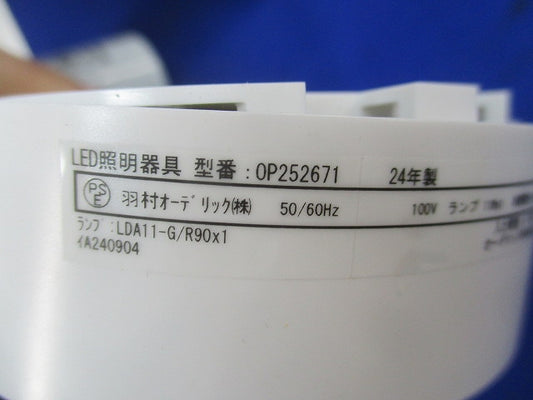 LED照明器具 型番:OP252671 24年製
PSE 羽村オーデリック(株) 50/60Hz 100V ランプ
ランプ:LDA11-G/R90x1
イA240904